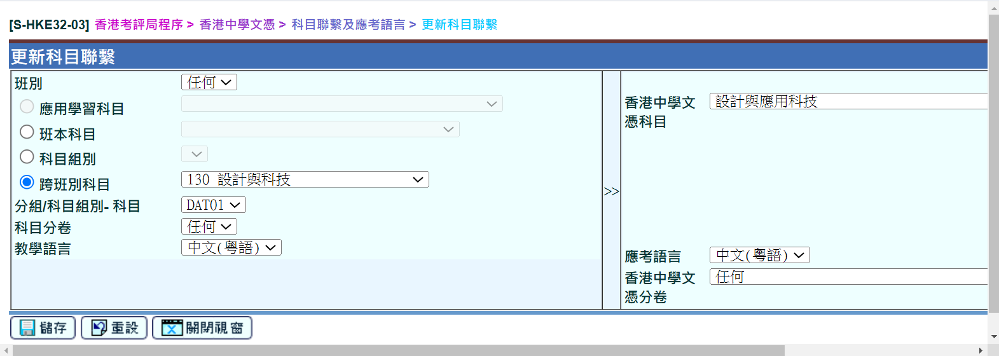 [S-HKE32-03] 香港考評局程序 > 香港中學文憑 > 科目聯繫及應考語言 > 更新科目聯繫
更新科目聯繫
班別 任何
應用學習科目
班本科目
科目組別
跨班別科目 130 設計與科技
分組/科目組別- 科目 DAT01
科目分卷 任何
教學語言 中文(粵語)
>>
香港中學文 設計與應用科技
憑科目
應考語言 中文(粵語)
香港中學文 任何
憑分卷
儲存 重設 關閉視窗